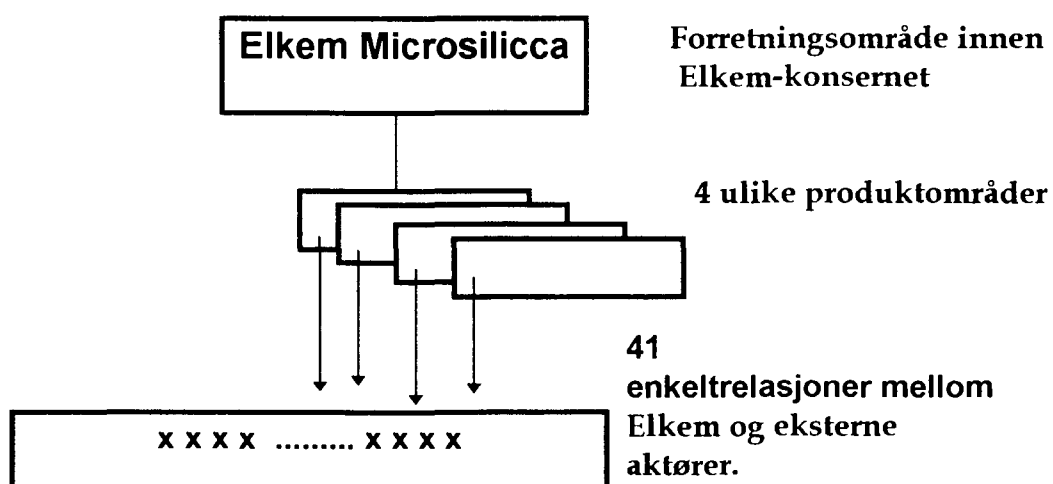 Elkem Microsilicca
Forretningsområde innen
Elkem-konsernet
4 ulike produktområder
41
enkeltrelasjoner mellom
Elkem og eksterne
aktører.
x x x x ......... x x x x